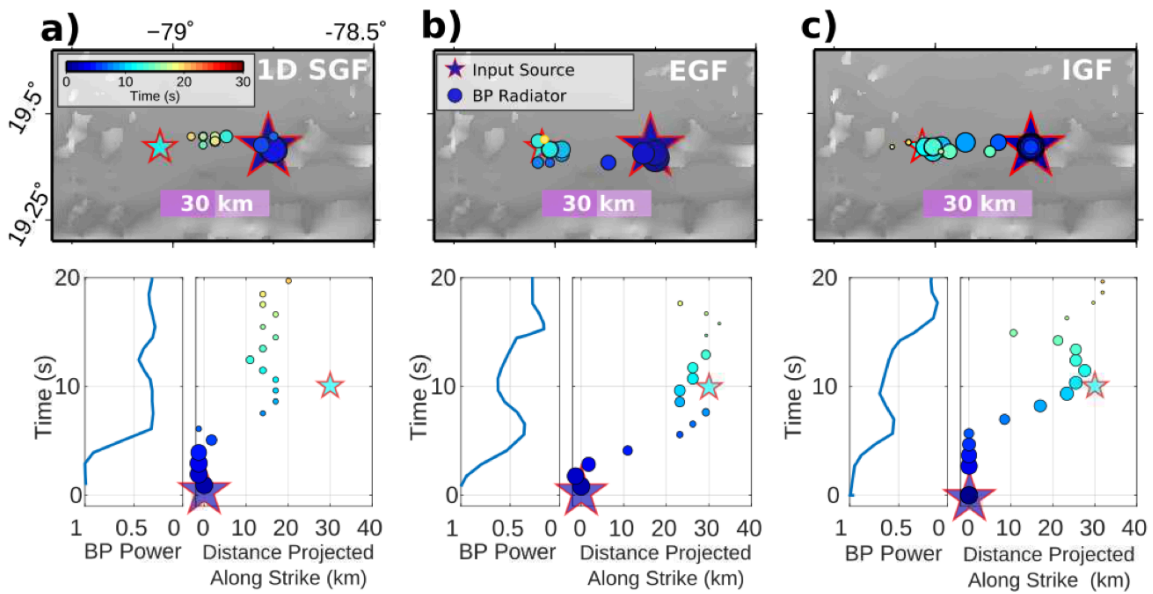 a)
−79°
-78.5°
b)
c)
0 10 20 30
Time (s)
1D SGF
19.5°
19.25°
30 km
Input Source
BP Radiator
EGF
30 km
IGF
30 km
20
10
0
Time (s)
1 0.5 0
BP Power
0 10 20 30 40
Distance Projected
Along Strike (km)
20
10
0
Time (s)
1 0.5 0
BP Power
0 10 20 30 40
Distance Projected
Along Strike (km)
20
10
0
Time (s)
1 0.5 0
BP Power
0 10 20 30 40
Distance Projected
Along Strike (km)